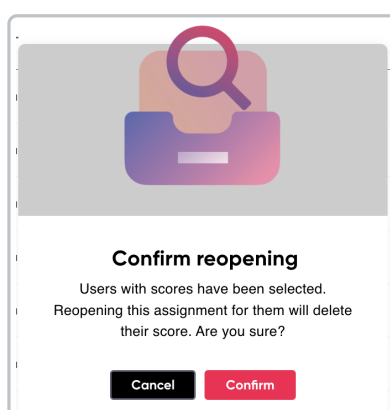 Confirm reopening
Users with scores have been selected.
Reopening this assignment for them will delete
their score. Are you sure?
Cancel
Confirm